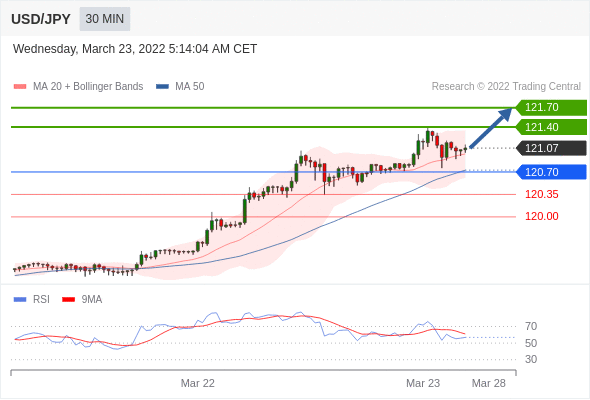 USD/JPY 30 MIN
Wednesday, March 23, 2022 5:14:04 AM CET
MA 20 + Bollinger Bands MA 50 Research © 2022 Trading Central
121.70
121.40
121.07
120.70
120.35
120.00
RSI 9MA
70
50
30
Mar 22 Mar 23 Mar 28